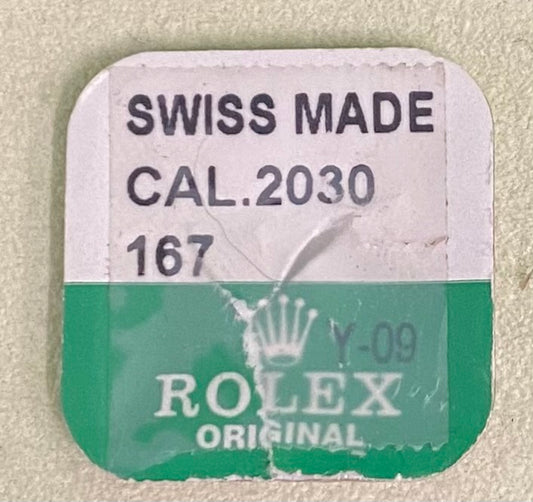 SWISS MADE
CAL.2030
167
Y-09
ROLEX
ORIGINAL